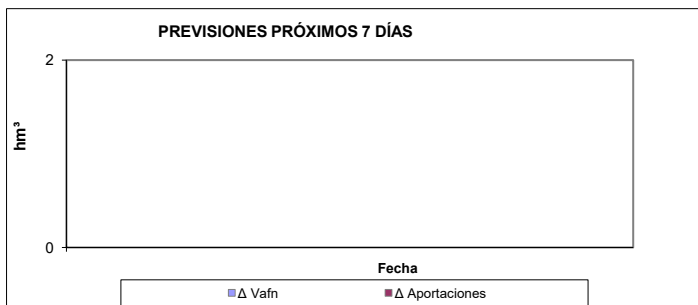 PREVISIONES PRÓXIMOS 7 DÍAS
2
hm³
0
Fecha
Δ Vafn
Δ Aportaciones